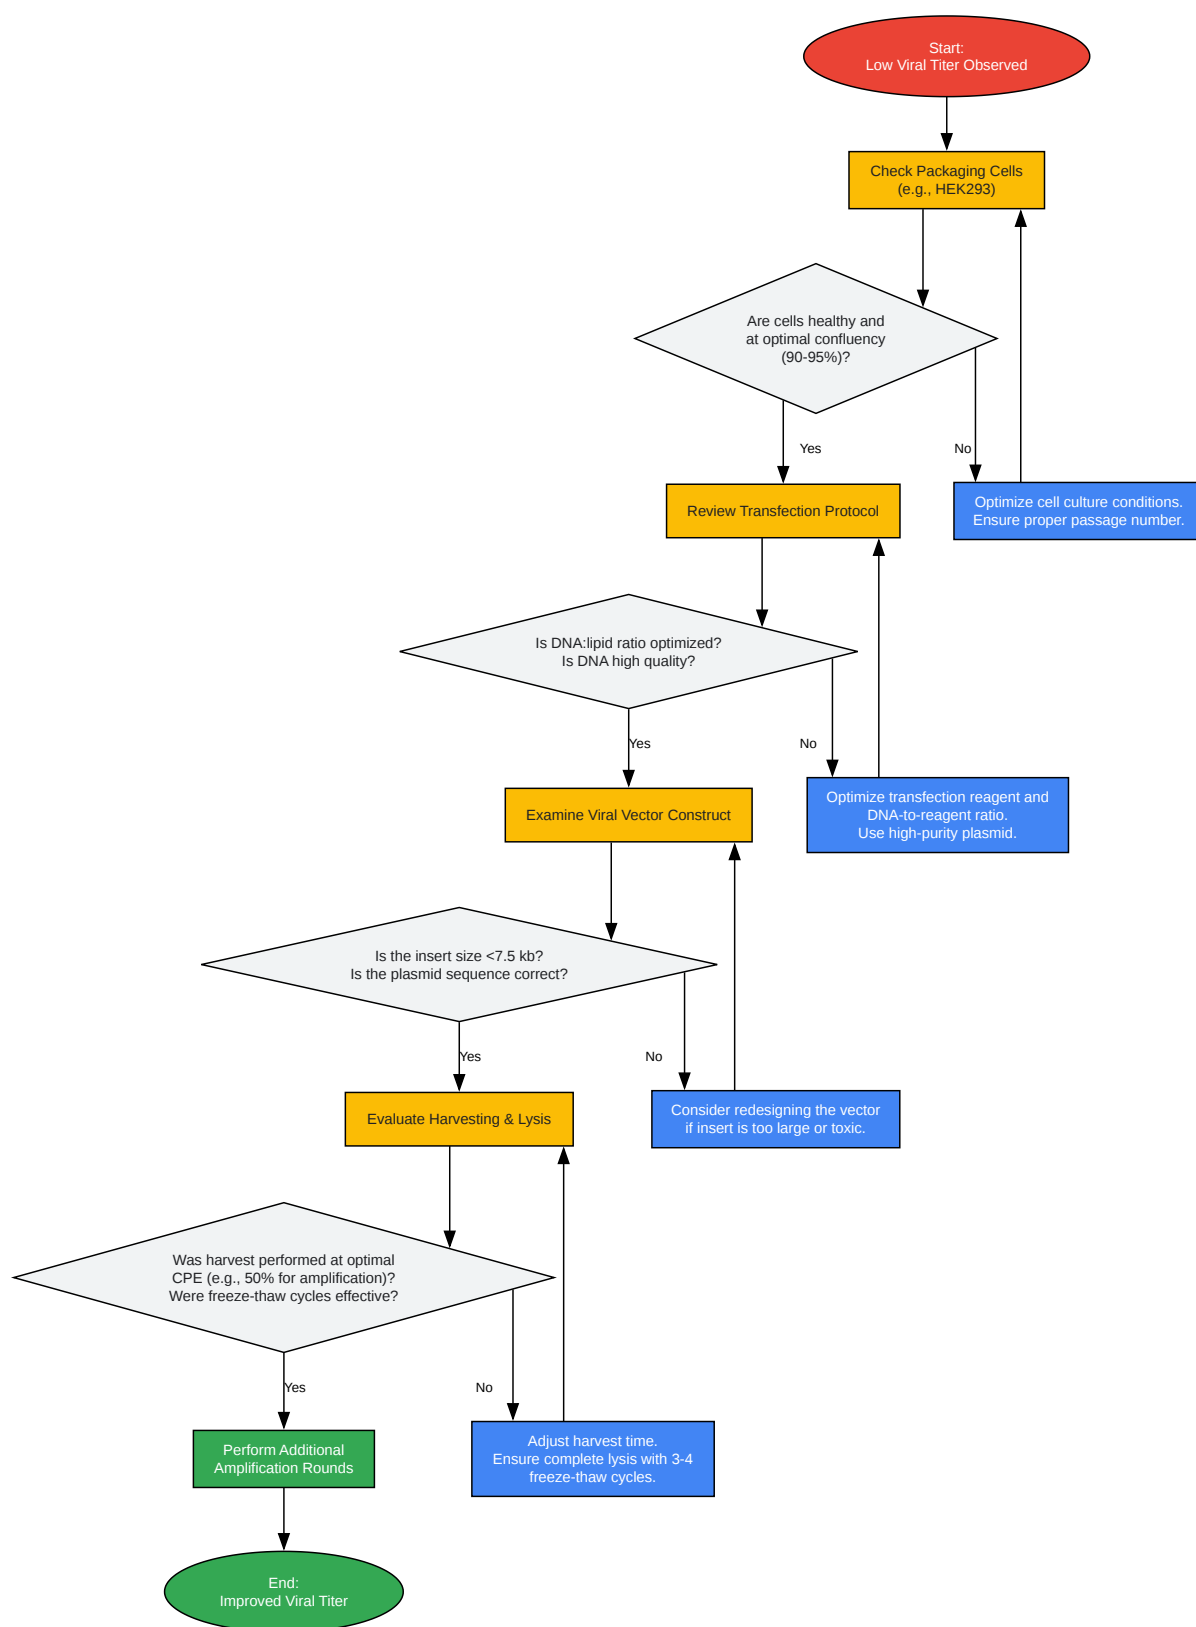 Start:
Low Viral Titer Observed
Check Packaging Cells
(e.g., HEK293)
Are cells healthy and
at optimal confluency
(90-95%)?
Yes
No
Review Transfection Protocol
Optimize cell culture conditions.
Ensure proper passage number.
Is DNA:lipid ratio optimized?
Is DNA high quality?
Yes
No
Examine Viral Vector Construct
Optimize transfection reagent and
DNA-to-reagent ratio.
Use high-purity plasmid.
Is the insert size <7.5 kb?
Is the plasmid sequence correct?
Yes
No
Evaluate Harvesting & Lysis
Consider redesigning the vector
if insert is too large or toxic.
Was harvest performed at optimal
CPE (e.g., 50% for amplification)?
Were freeze-thaw cycles effective?
Yes
No
Perform Additional
Amplification Rounds
Adjust harvest time.
Ensure complete lysis with 3-4
freeze-thaw cycles.
End:
Improved Viral Titer